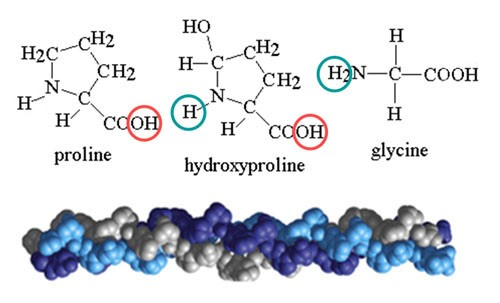 H2C
CH2
CH2
N
H
H
COOH
proline
HO
H
C
CH2
CH2
N
H
H
COOH
hydroxyproline
H
H2N
C
COOH
H
glycine